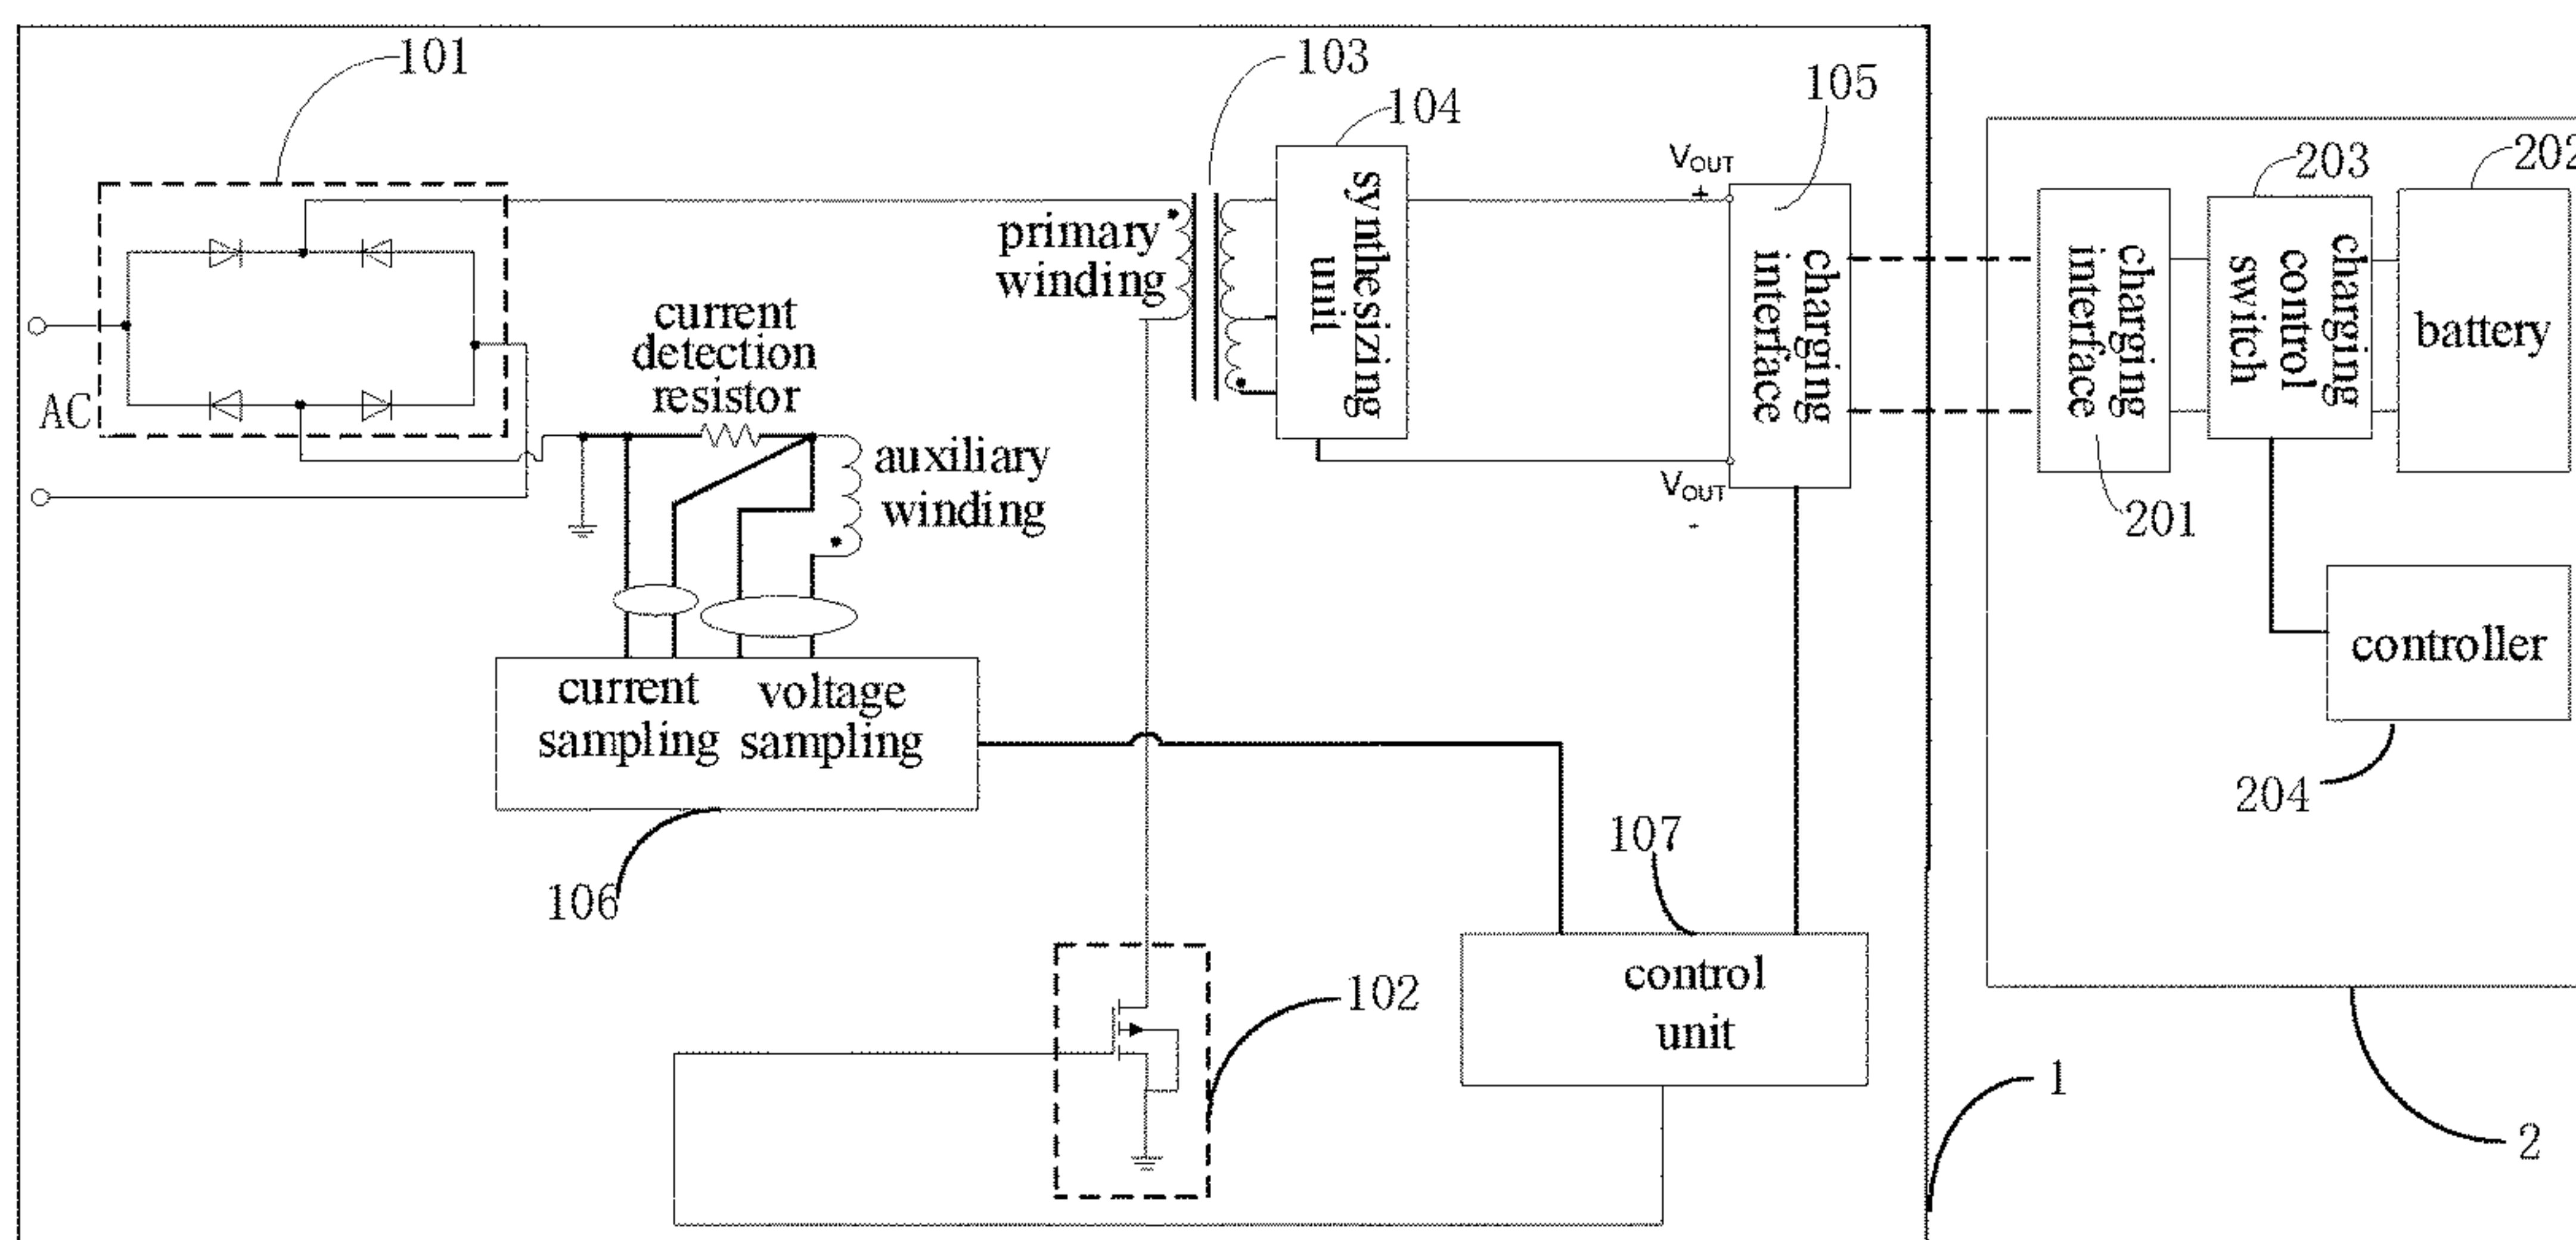 101
103
105
104
203
202
V_OUT
+
primary
winding
synthesizing
unit
charging
interface
charging
interface
charging
control
switch
battery
current
detection
resistor
AC
auxiliary
winding
V_OUT
-
201
current
sampling
voltage
sampling
controller
204
107
106
control
unit
102
1
2